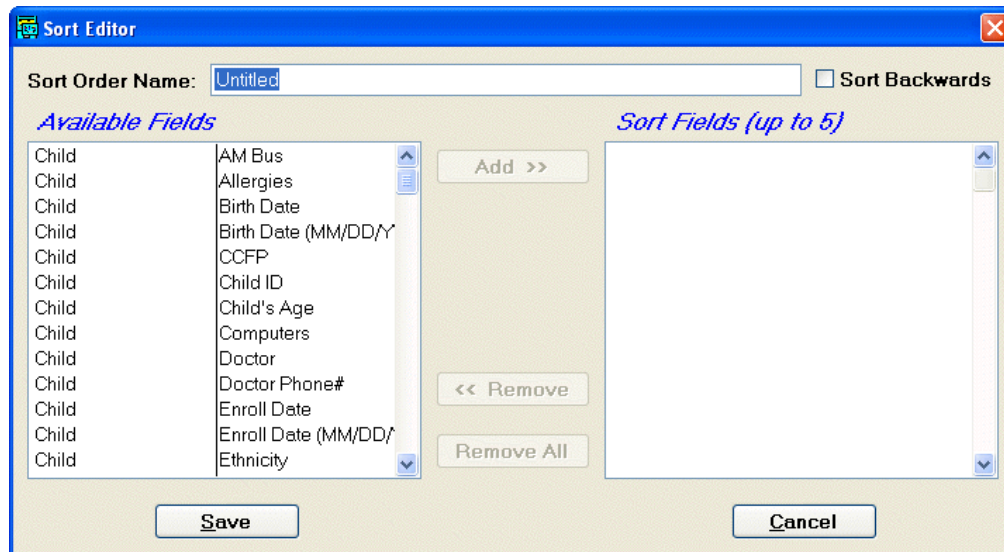 Sort Editor
Sort Order Name: Untitled Sort Backwards
Available Fields Sort Fields (up to 5)
Child AM Bus
Child Allergies
Child Birth Date
Child Birth Date (MM/DD/Y
Child CCFP
Child Child ID
Child Child's Age
Child Computers
Child Doctor
Child Doctor Phone#
Child Enroll Date
Child Enroll Date (MM/DD/
Child Ethnicity
Add >>
<< Remove
Remove All
Save Cancel